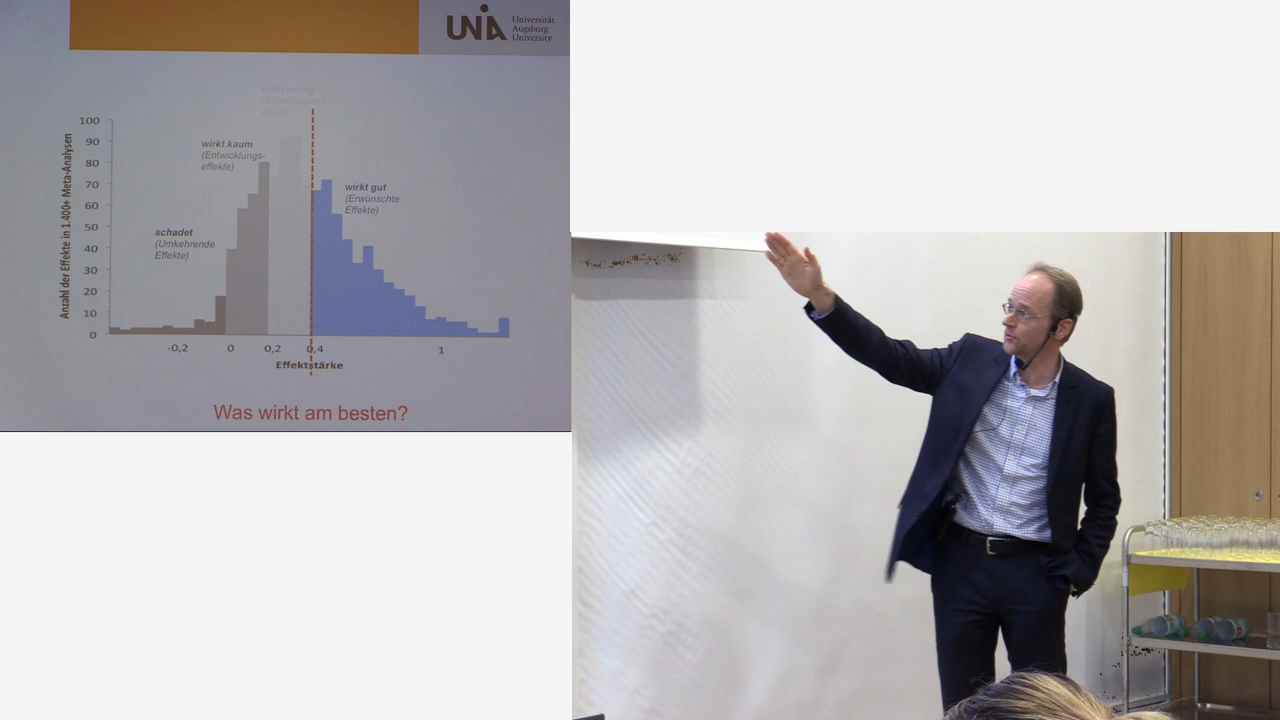 UNIA Universität
Augsburg
University
wirkt wenig
100
90
80
70
60
50
40
30
20
10
0
Anzahl der Effekte in 1.400+ Meta-Analysen
wirkt kaum
(Entwicklungs-
effekte)
wirkt gut
(Erwünschte
Effekte)
schadet
(Umkehrende
Effekte)
-0,2 0 0,2 0,4 1
Effektstärke
Was wirkt am besten?